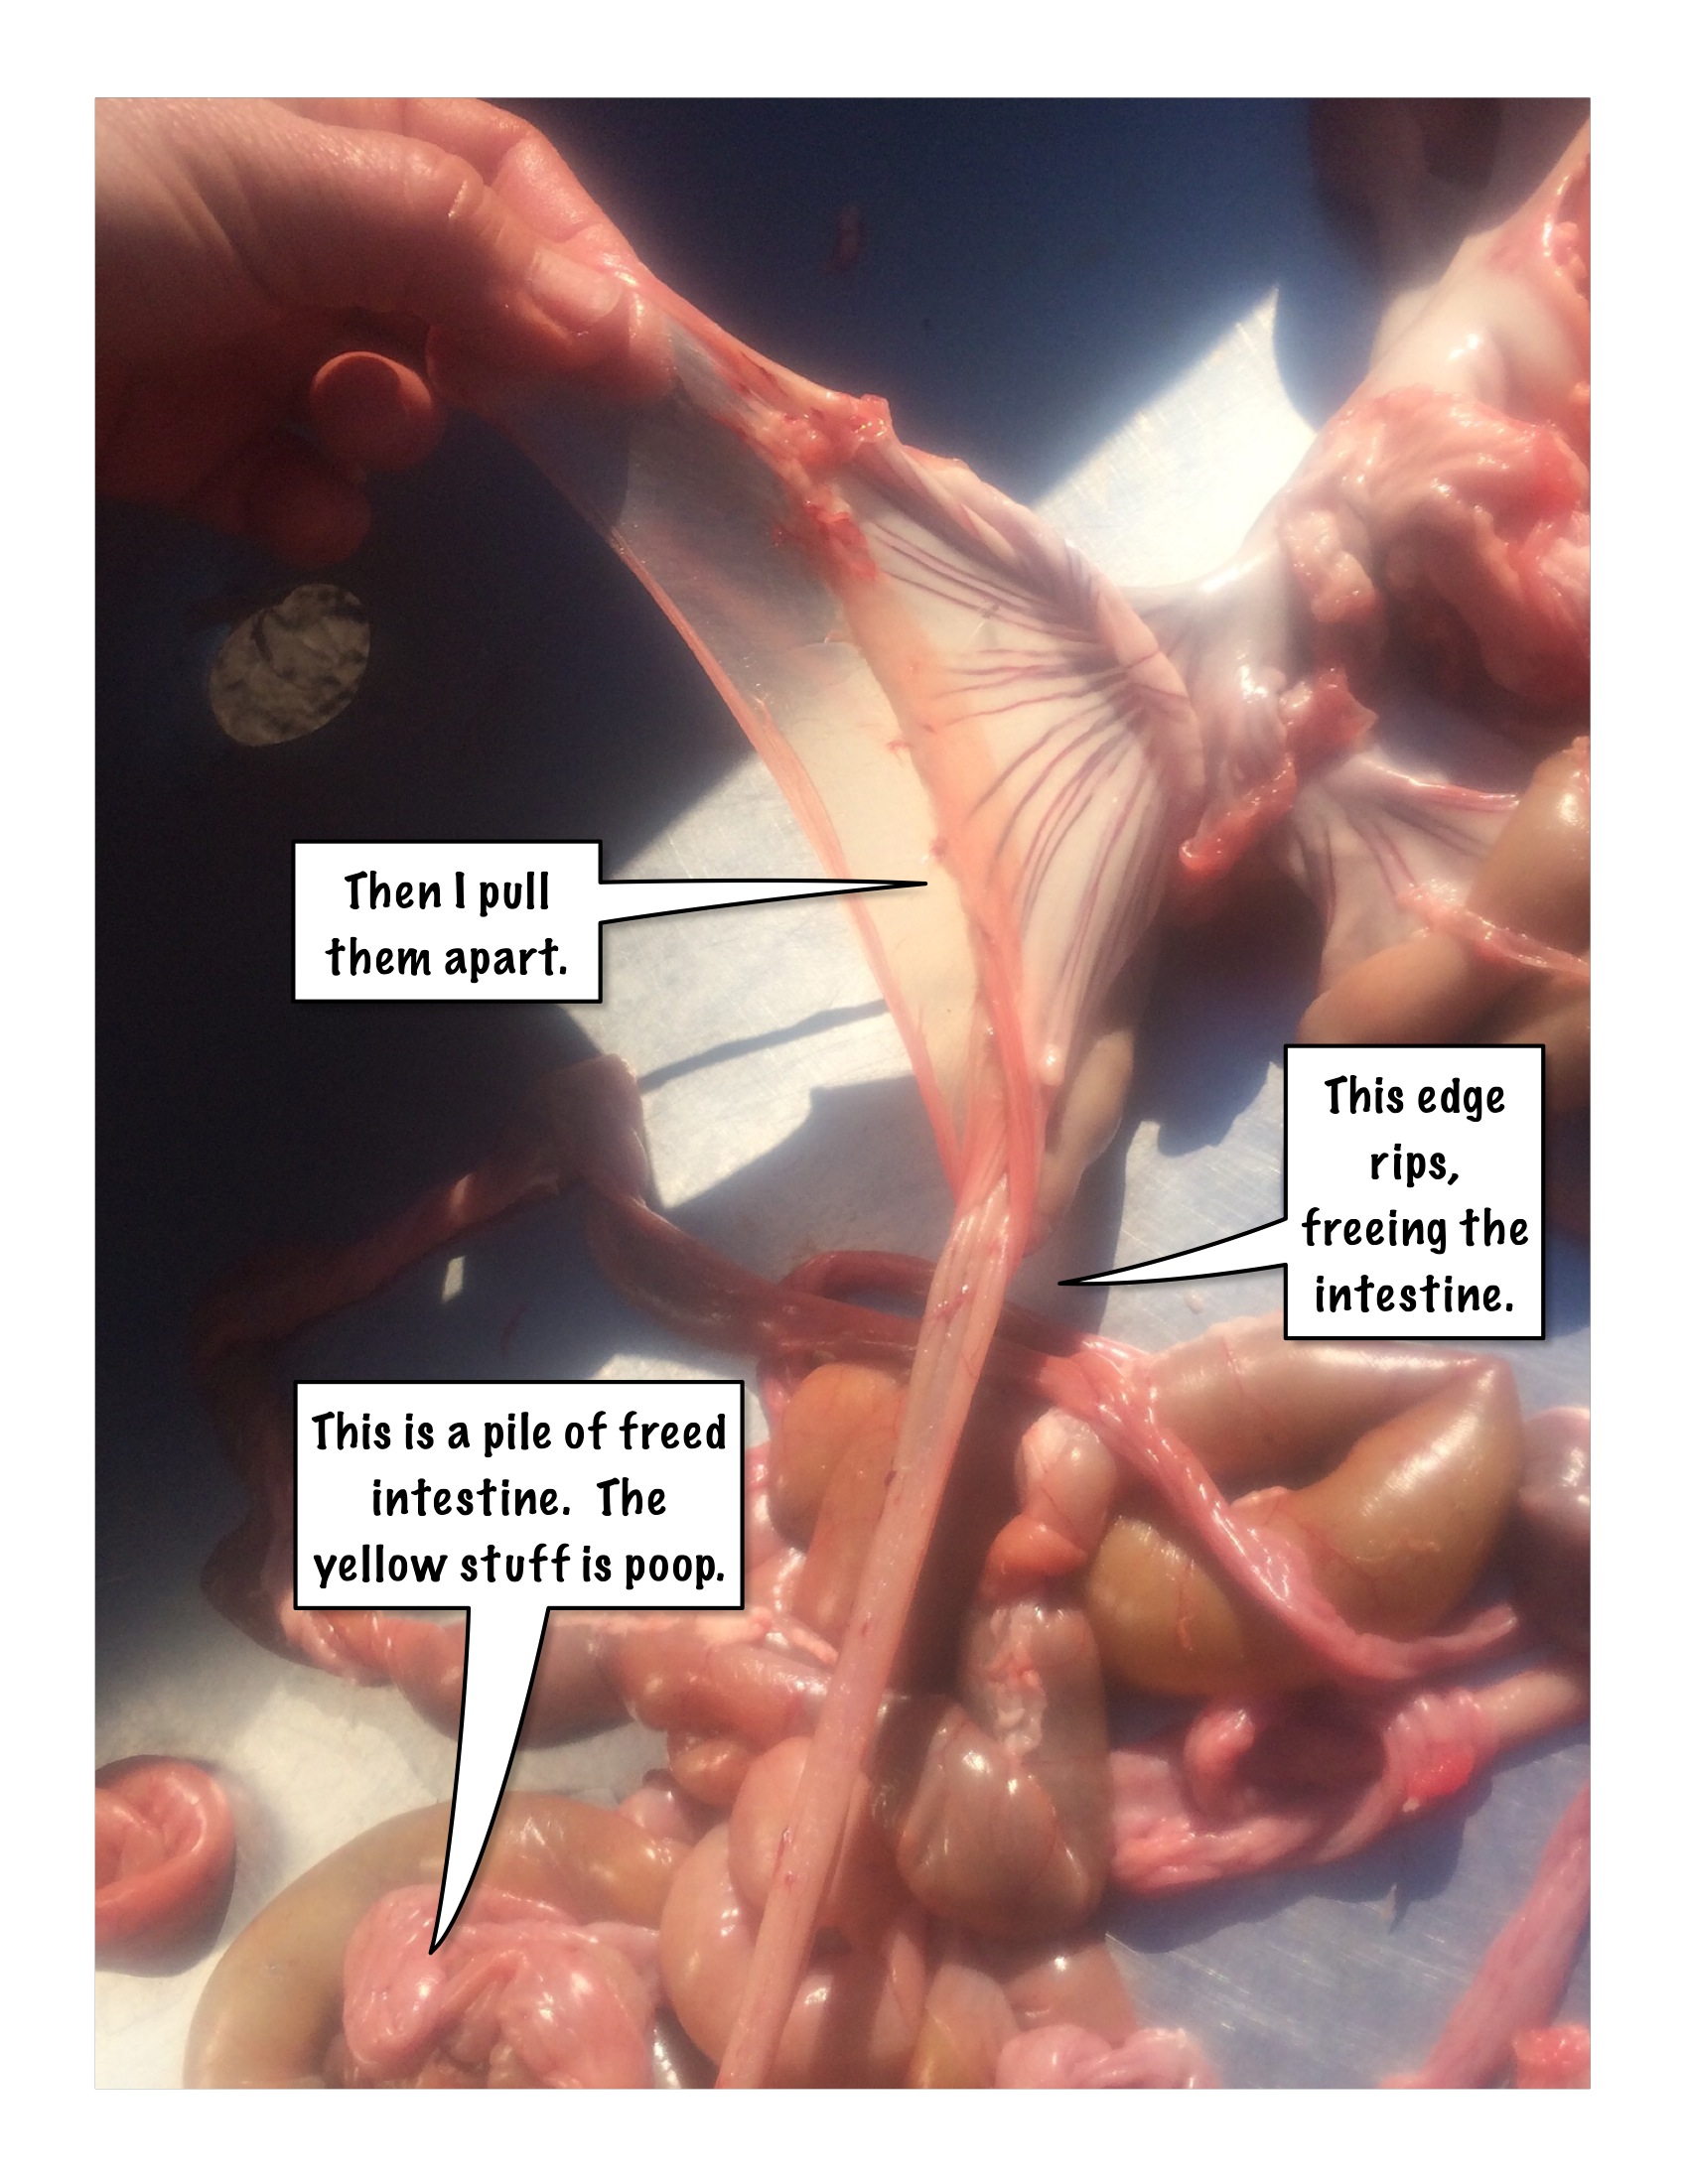 Then I pull
them apart.
This edge
rips,
freeing the
intestine.
This is a pile of freed
intestine.  The
yellow stuff is poop.